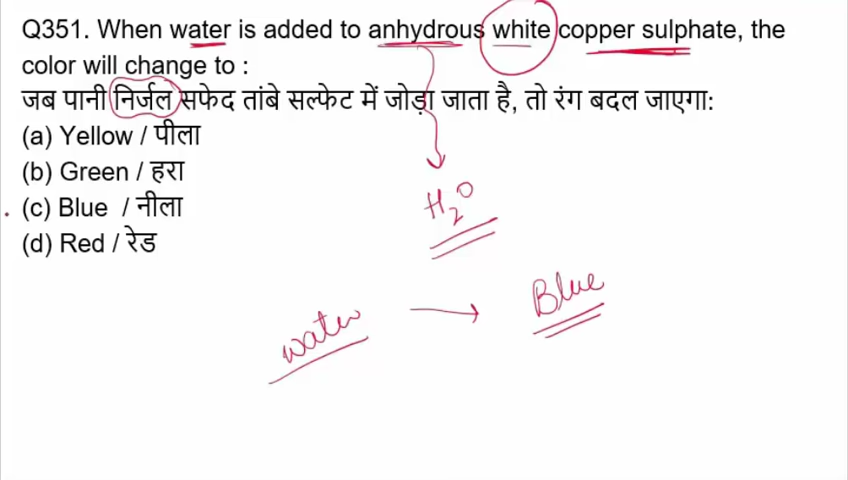 Q351. When water is added to anhydrous white copper sulphate, the
color will change to :
जब पानी निर्जल सफेद तांबे सल्फेट में जोड़ा जाता है, तो रंग बदल जाएगा:
(a) Yellow / पीला
(b) Green / हरा
(c) Blue / नीला
(d) Red / रेड
H2O
water → Blue